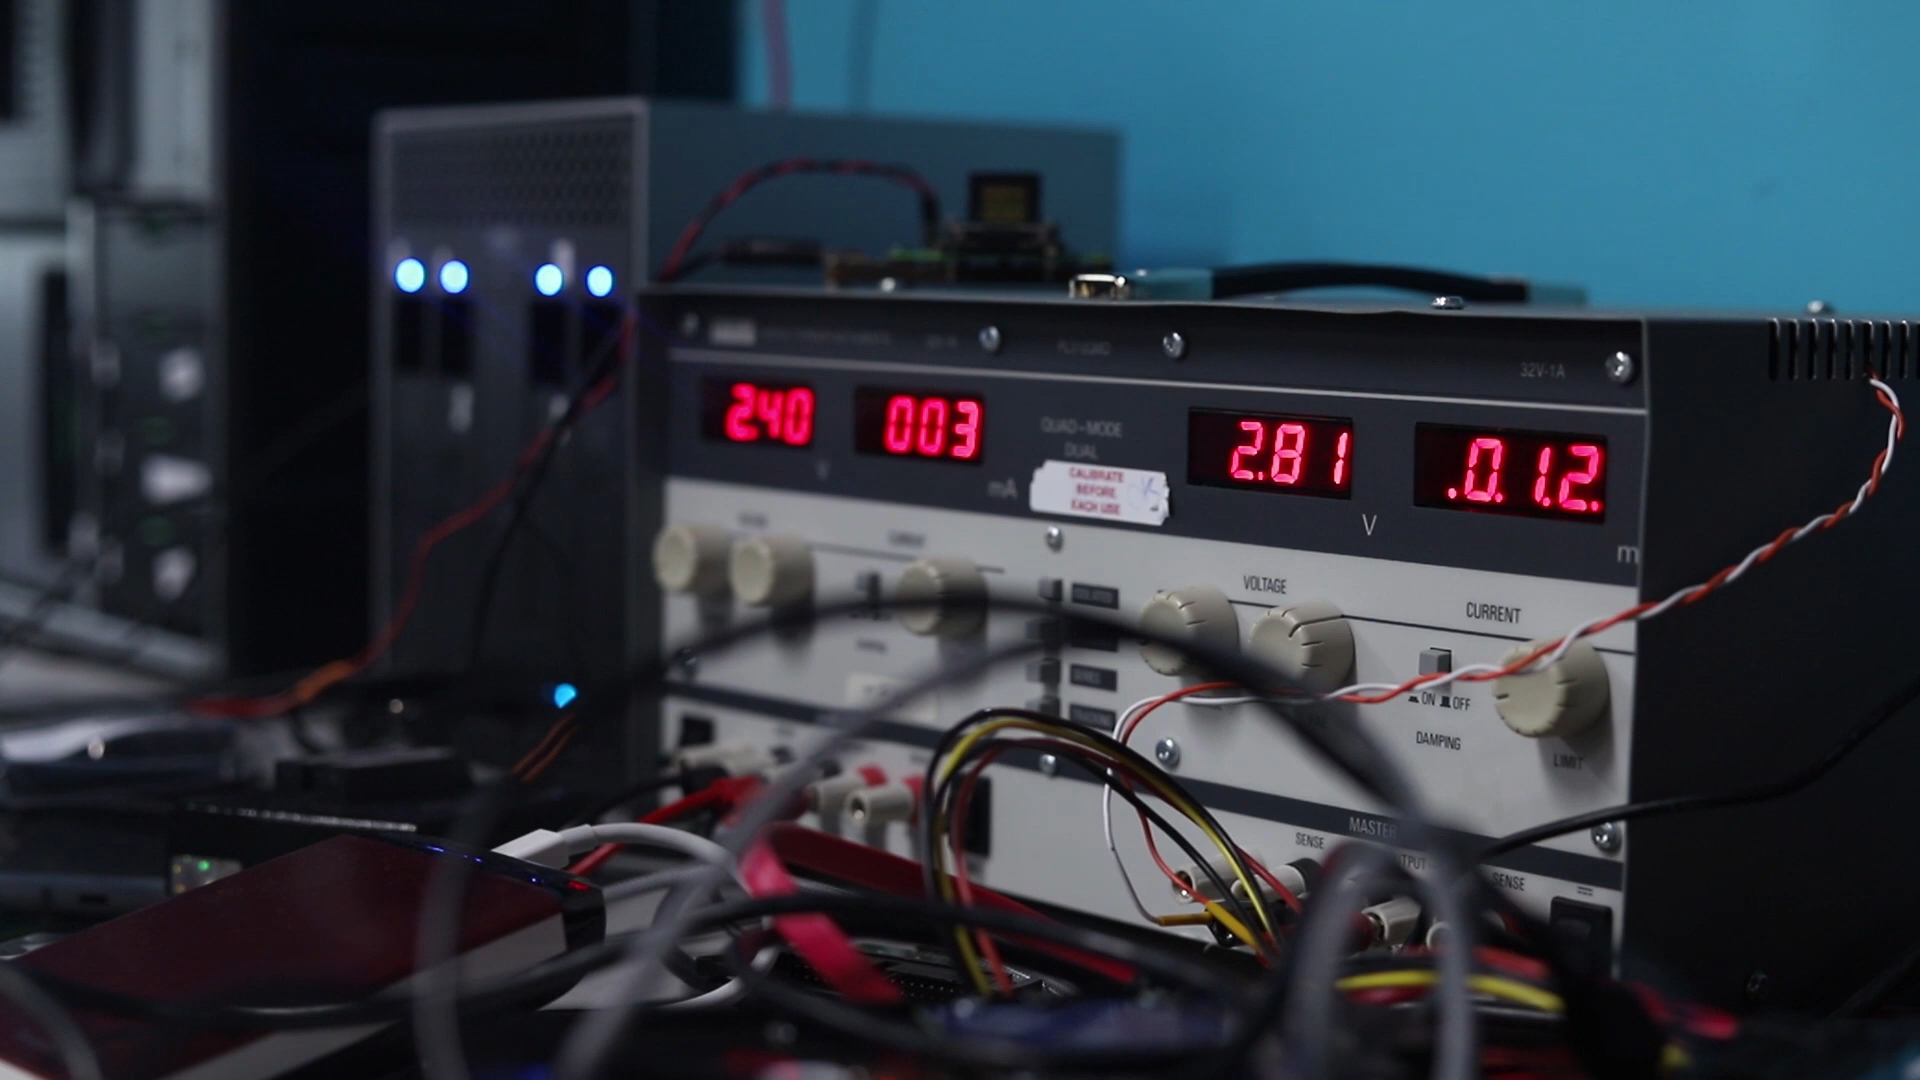 32V-1A
240
003
2.81
.0.1.2.
QUAD-MODE
DUAL
V
mA
V
m
CALIBRATE
BEFORE
EACH USE
VOLTAGE
CURRENT
ON OFF
DAMPING
LIMIT
MASTER
SENSE
TPUT
SENSE